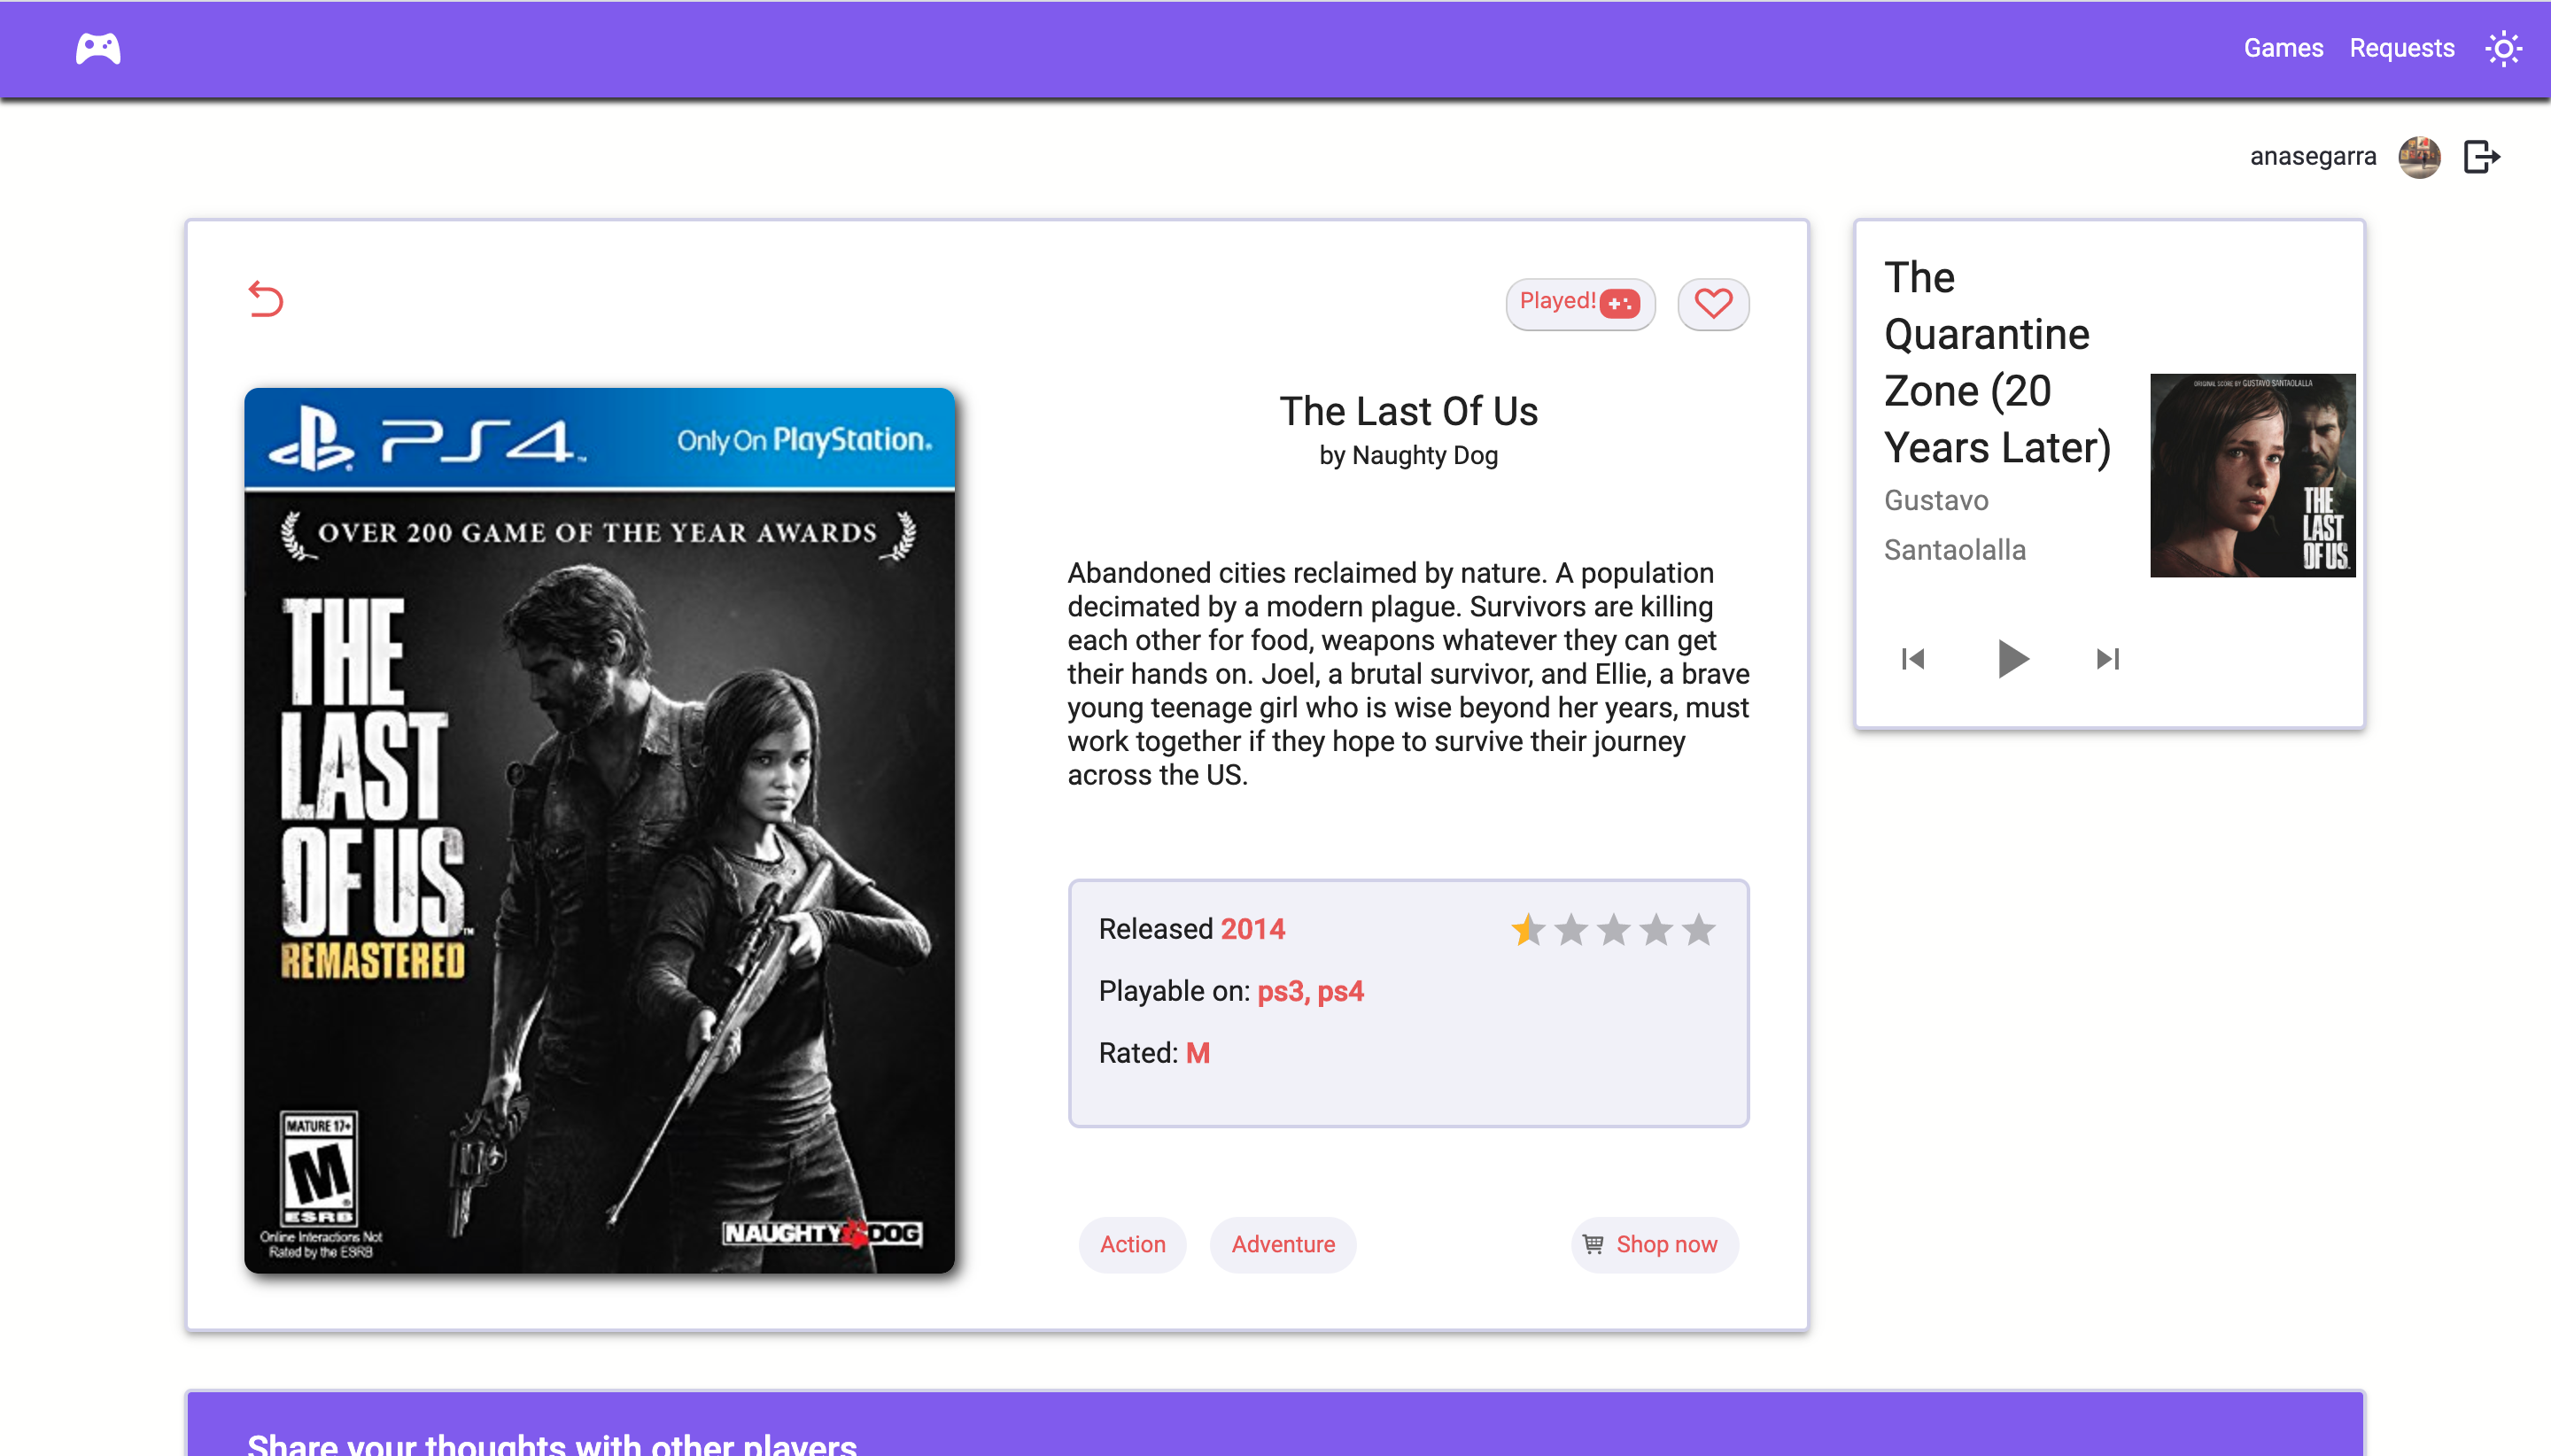 Games
Requests
anasegarra
Played!
PS4™
Only On PlayStation®
OVER 200 GAME OF THE YEAR AWARDS
THE
LAST
OF US™
REMASTERED
MATURE 17+
M
ESRB
Online Interactions Not
Rated by the ESRB
NAUGHTY DOG
The Last Of Us
by Naughty Dog
Abandoned cities reclaimed by nature. A population
decimated by a modern plague. Survivors are killing
each other for food, weapons whatever they can get
their hands on. Joel, a brutal survivor, and Ellie, a brave
young teenage girl who is wise beyond her years, must
work together if they hope to survive their journey
across the US.
Released 2014
Playable on: ps3, ps4
Rated: M
Action
Adventure
Shop now
The
Quarantine
Zone (20
Years Later)
Gustavo
Santaolalla
ORIGINAL SCORE BY GUSTAVO SANTAOLALLA
THE
LAST
OF US
Share your thoughts with other players